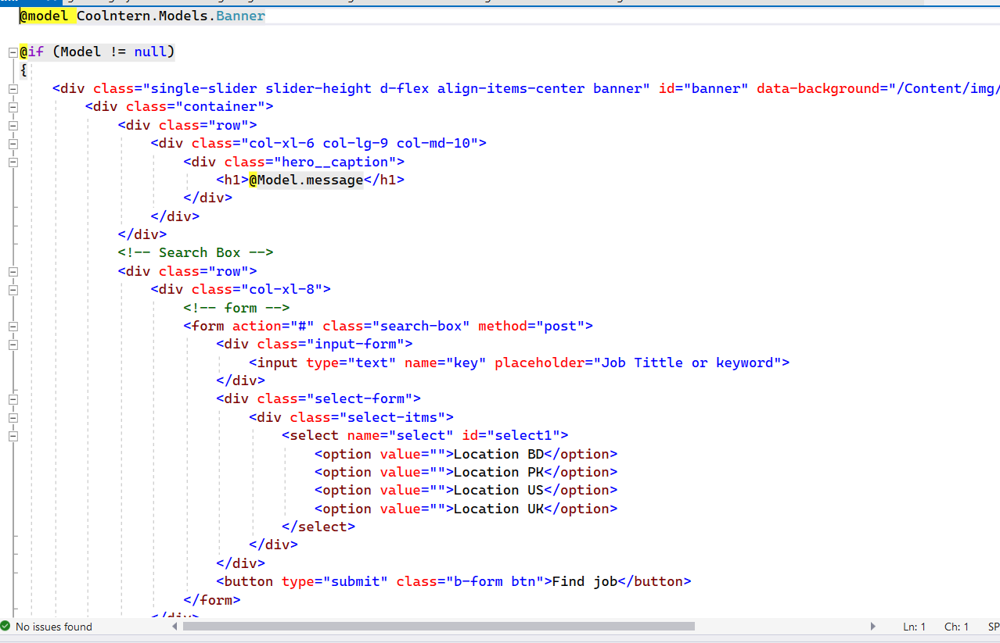 @model Coolntern.Models.Banner
@if (Model != null)
{
<div class="single-slider slider-height d-flex align-items-center banner" id="banner" data-background="/Content/img/
<div class="container">
<div class="row">
<div class="col-xl-6 col-lg-9 col-md-10">
<div class="hero__caption">
<h1>@Model.message</h1>
</div>
</div>
</div>
<!-- Search Box -->
<div class="row">
<div class="col-xl-8">
<!-- form -->
<form action="#" class="search-box" method="post">
<div class="input-form">
<input type="text" name="key" placeholder="Job Tittle or keyword">
</div>
<div class="select-form">
<div class="select-itms">
<select name="select" id="select1">
<option value="">Location BD</option>
<option value="">Location PK</option>
<option value="">Location US</option>
<option value="">Location UK</option>
</select>
</div>
</div>
<button type="submit" class="b-form btn">Find job</button>
</form>
</div>
No issues found Ln: 1 Ch: 1 SP